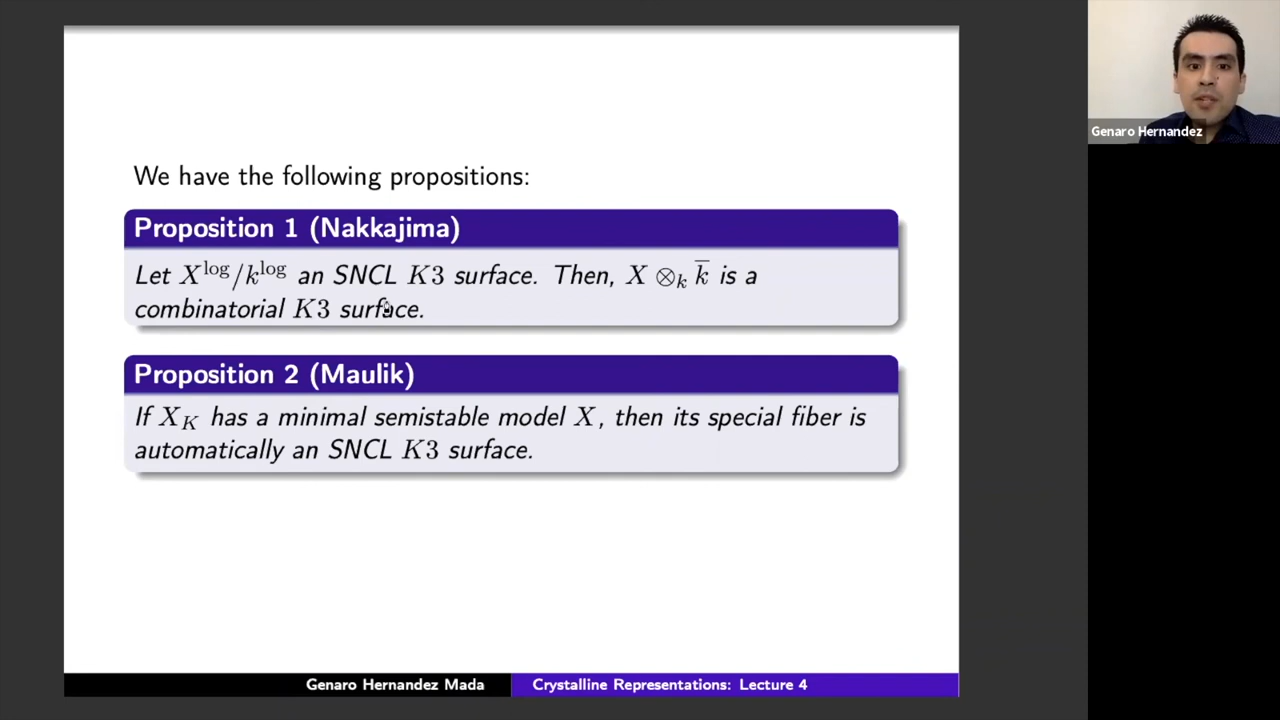 We have the following propositions:
Proposition 1 (Nakkajima)
Let X^log/k^log an SNCL K3 surface. Then, X ⊗_k k̅ is a
combinatorial K3 surface.
Proposition 2 (Maulik)
If X_K has a minimal semistable model X, then its special fiber is
automatically an SNCL K3 surface.
Genaro Hernandez Mada
Crystalline Representations: Lecture 4
Genaro Hernandez